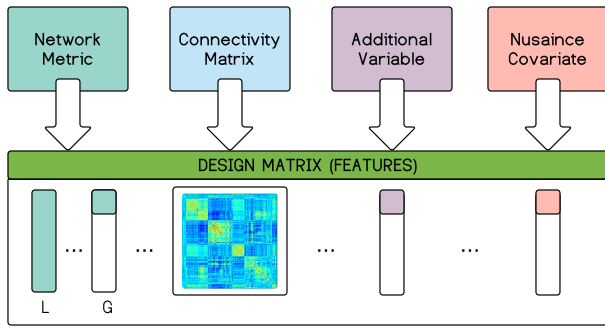 Network
Metric
Connectivity
Matrix
Additional
Variable
Nusaince
Covariate
DESIGN MATRIX (FEATURES)
... ... ... ...
L G